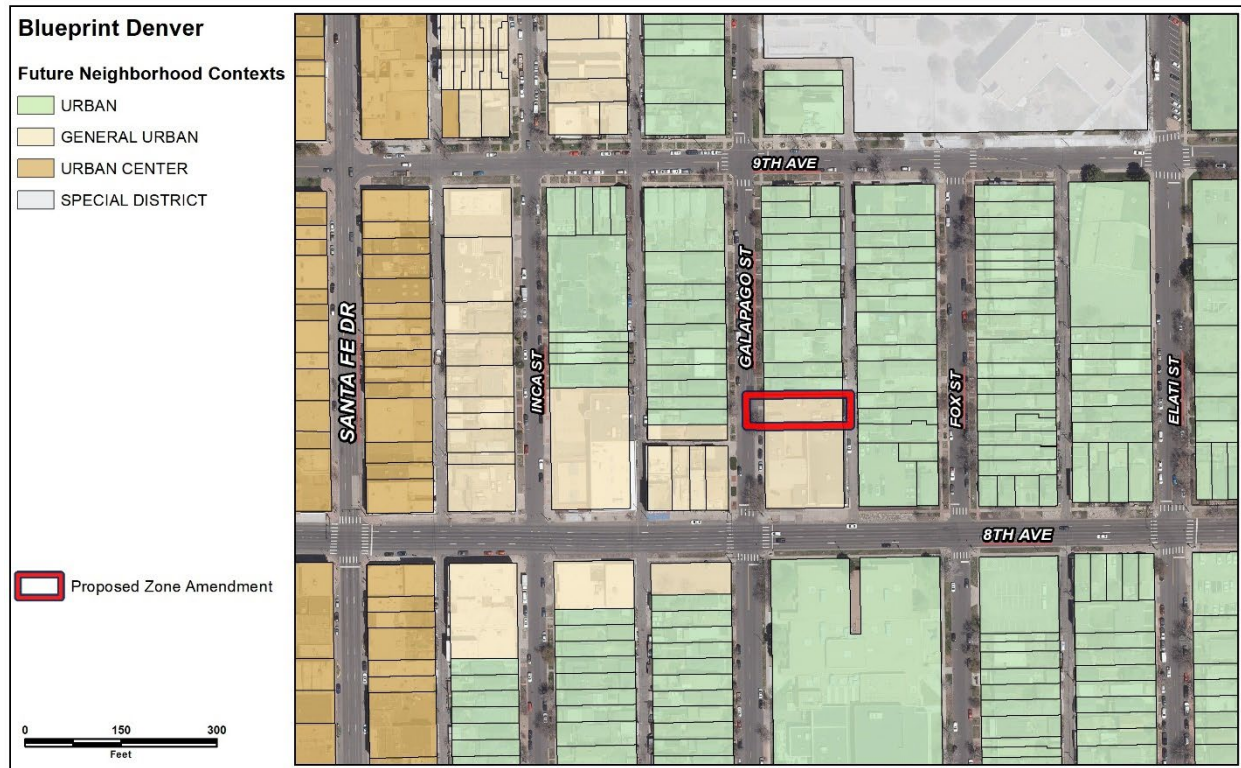 Blueprint Denver
Future Neighborhood Contexts
URBAN
GENERAL URBAN
URBAN CENTER
SPECIAL DISTRICT
Proposed Zone Amendment
0 150 300
Feet
9TH AVE
SANTA FE DR
INCA ST
GALAPAGO ST
FOX ST
ELATI ST
8TH AVE